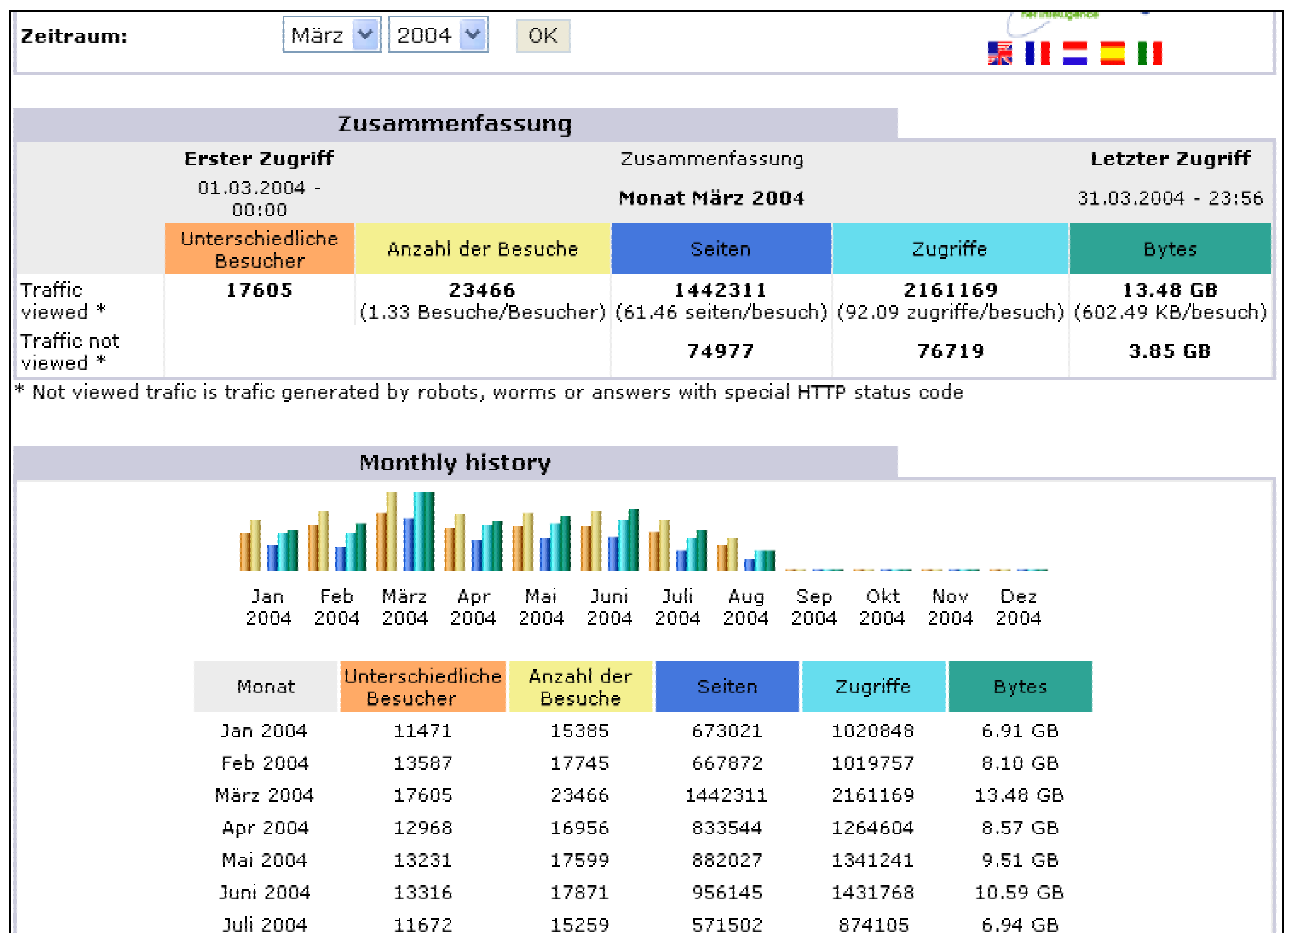 Zeitraum: März 2004 OK
Zusammenfassung
Erster Zugriff Zusammenfassung Letzter Zugriff
01.03.2004 -
00:00 Monat März 2004 31.03.2004 - 23:56
Unterschiedliche
Besucher Anzahl der Besuche Seiten Zugriffe Bytes
Traffic 17605 23466 1442311 2161169 13.48 GB
viewed * (1.33 Besuche/Besucher) (61.46 seiten/besuch) (92.09 zugriffe/besuch) (602.49 KB/besuch)
Traffic not
viewed * 74977 76719 3.85 GB
* Not viewed trafic is trafic generated by robots, worms or answers with special HTTP status code
Monthly history
Jan Feb März Apr Mai Juni Juli Aug Sep Okt Nov Dez
2004 2004 2004 2004 2004 2004 2004 2004 2004 2004 2004 2004
Monat Unterschiedliche Besucher Anzahl der Besuche Seiten Zugriffe Bytes
Jan 2004 11471 15385 673021 1020848 6.91 GB
Feb 2004 13587 17745 667872 1019757 8.10 GB
März 2004 17605 23466 1442311 2161169 13.48 GB
Apr 2004 12968 16956 833544 1264604 8.57 GB
Mai 2004 13231 17599 882027 1341241 9.51 GB
Juni 2004 13316 17871 956145 1431768 10.59 GB
Juli 2004 11672 15259 571502 874105 6.94 GB